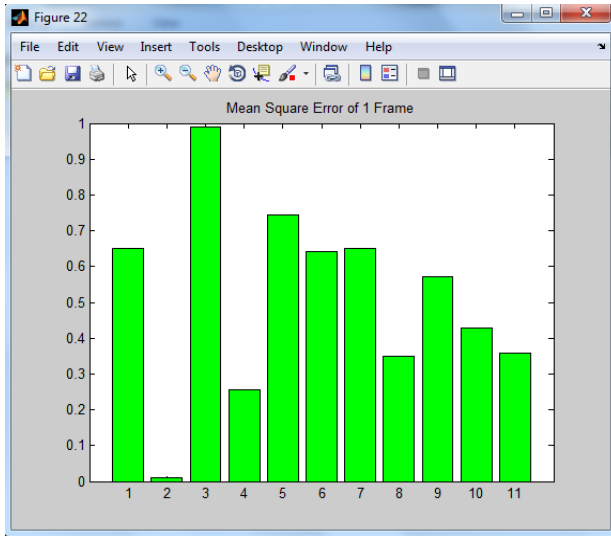 Figure 22
File Edit View Insert Tools Desktop Window Help
Mean Square Error of 1 Frame
1
0.9
0.8
0.7
0.6
0.5
0.4
0.3
0.2
0.1
0
1 2 3 4 5 6 7 8 9 10 11